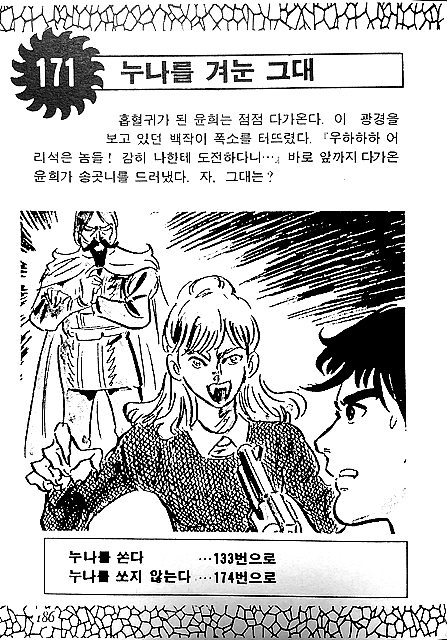 171
누나를 겨눈 그대
흡혈귀가 된 윤희는 점점 다가온다. 이 광경을
보고 있던 백작이 폭소를 터뜨렸다. 『우하하하 어
리석은 놈들! 감히 나한테 도전하다니…』 바로 앞까지 다가온
윤희가 송곳니를 드러냈다. 자. 그대는?
누나를 쏜다 …133번으로
누나를 쏘지 않는다 …174번으로
186